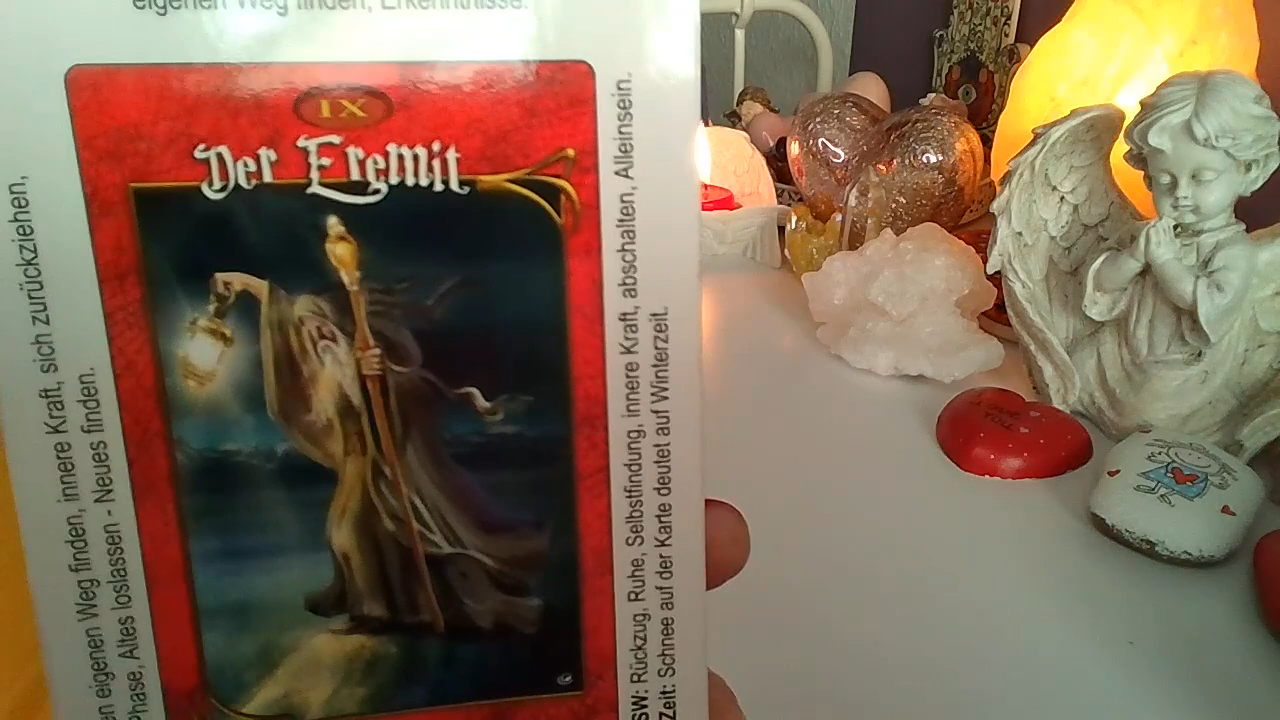 eigenen Weg finden, Erkenntnisse.
IX
Der Eremit
en eigenen Weg finden, innere Kraft, sich zurückziehen,
Phase, Altes loslassen - Neues finden.
SW: Rückzug, Ruhe, Selbstfindung, innere Kraft, abschalten, Alleinsein.
Zeit: Schnee auf der Karte deutet auf Winterzeit.